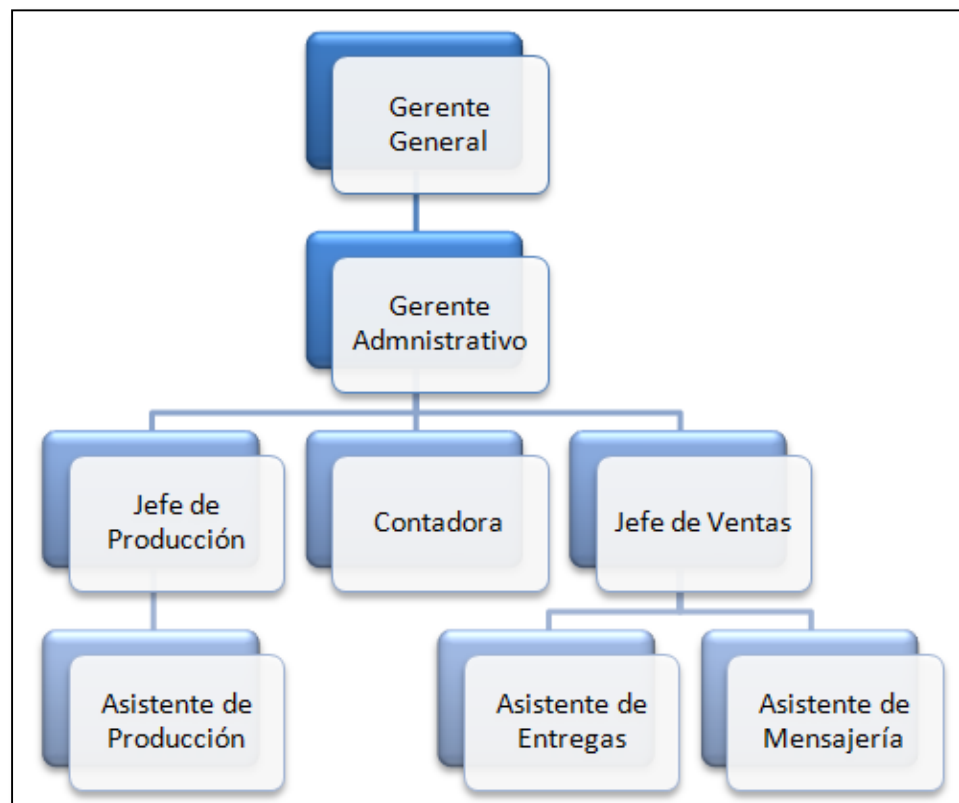 Gerente
General
Gerente
Admnistrativo
Jefe de
Producción
Contadora
Jefe de Ventas
Asistente de
Producción
Asistente de
Entregas
Asistente de
Mensajería